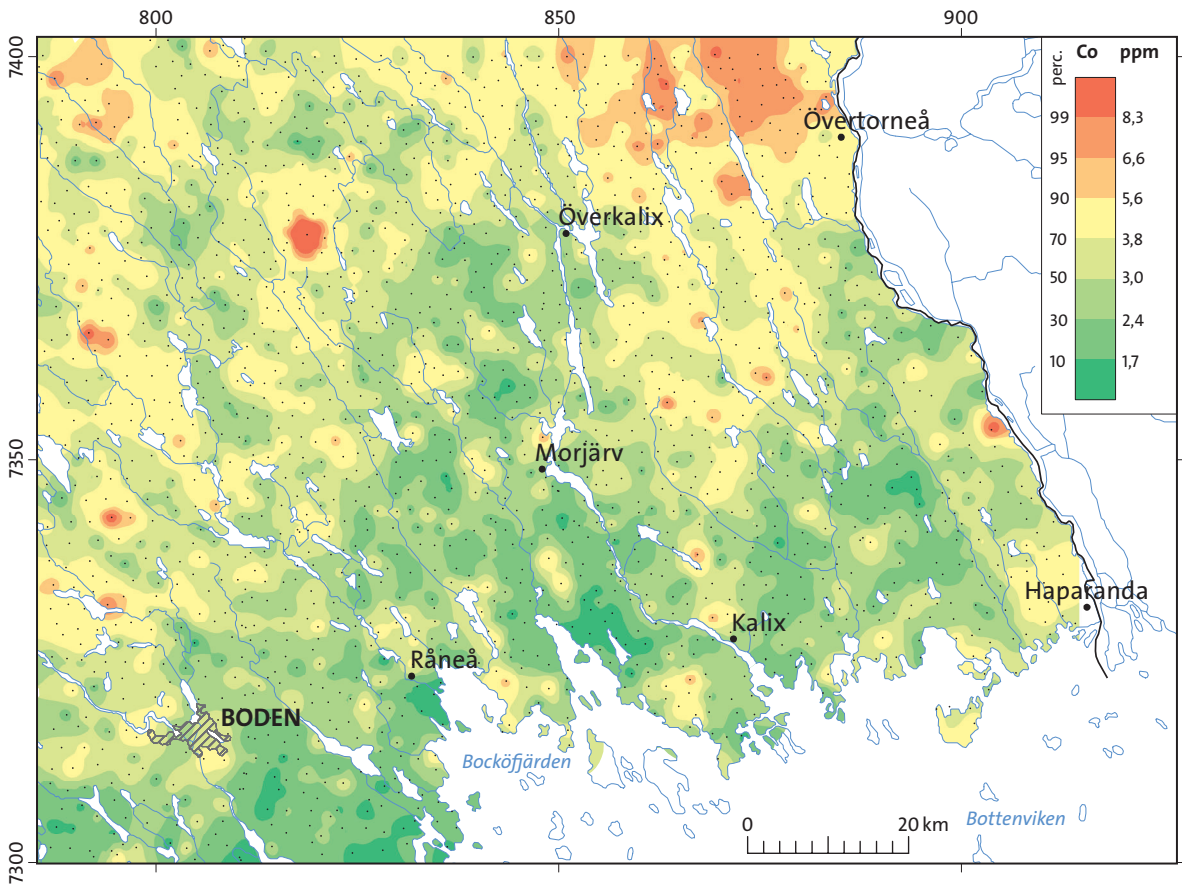 800 850 900
7400
7350
7300
perc. Co ppm
99 8,3
95 6,6
90 5,6
70 3,8
50 3,0
30 2,4
10 1,7
Övertorneå
Överkalix
Morjärv
Haparanda
Kalix
Råneå
BODEN
Bocköfjärden
Bottenviken
0 20 km